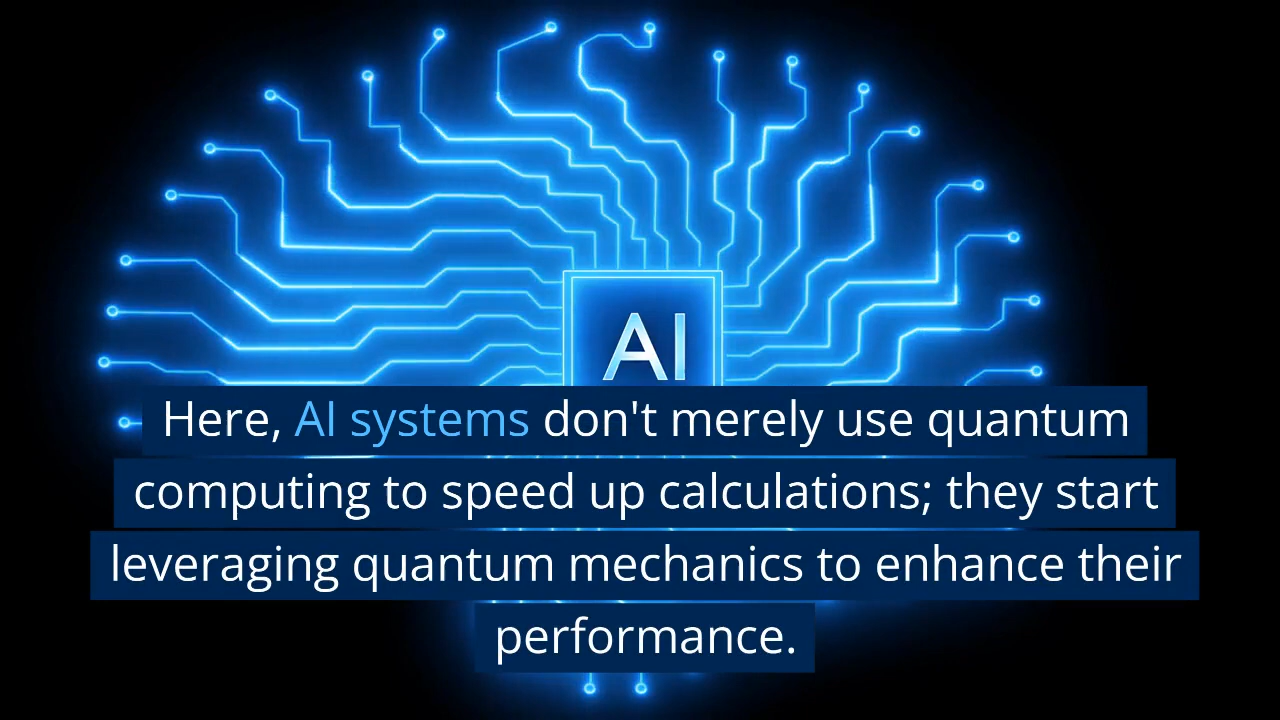 AI
Here, AI systems don't merely use quantum
computing to speed up calculations; they start
leveraging quantum mechanics to enhance their
performance.